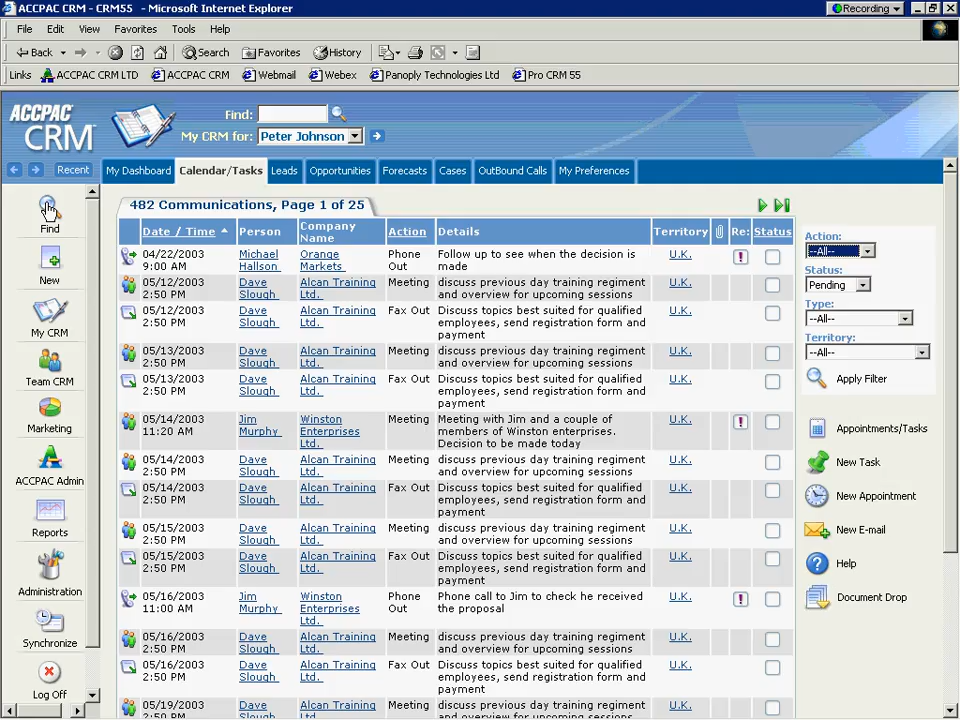 ACCPAC CRM - CRM55 - Microsoft Internet Explorer
Recording
File Edit View Favorites Tools Help
Back Search Favorites History
Links ACCPAC CRM LTD ACCPAC CRM Webmail Webex Panoply Technologies Ltd Pro CRM 55
ACCPAC
CRM
Find:
My CRM for: Peter Johnson
Recent My Dashboard Calendar/Tasks Leads Opportunities Forecasts Cases OutBound Calls My Preferences
Find
New
My CRM
Team CRM
Marketing
ACCPAC Admin
Reports
Administration
Synchronize
Log Off
482 Communications, Page 1 of 25
Date / Time Person Company Name Action Details Territory Re: Status
04/22/2003 Michael Orange Phone Follow up to see when the decision is U.K.
9:00 AM Hallson Markets Out made
05/12/2003 Dave Alcan Training Meeting discuss previous day training regiment U.K.
2:50 PM Slough Ltd. and overview for upcoming sessions
05/12/2003 Dave Alcan Training Fax Out Discuss topics best suited for qualified U.K.
2:50 PM Slough Ltd. employees, send registration form and
payment
05/13/2003 Dave Alcan Training Meeting discuss previous day training regiment U.K.
2:50 PM Slough Ltd. and overview for upcoming sessions
05/13/2003 Dave Alcan Training Fax Out Discuss topics best suited for qualified U.K.
2:50 PM Slough Ltd. employees, send registration form and
payment
05/14/2003 Jim Winston Meeting Meeting with Jim and a couple of U.K.
11:20 AM Murphy Enterprises members of Winston enterprises.
Ltd. Decision to be made today
05/14/2003 Dave Alcan Training Meeting discuss previous day training regiment U.K.
2:50 PM Slough Ltd. and overview for upcoming sessions
05/14/2003 Dave Alcan Training Fax Out Discuss topics best suited for qualified U.K.
2:50 PM Slough Ltd. employees, send registration form and
payment
05/15/2003 Dave Alcan Training Meeting discuss previous day training regiment U.K.
2:50 PM Slough Ltd. and overview for upcoming sessions
05/15/2003 Dave Alcan Training Fax Out Discuss topics best suited for qualified U.K.
2:50 PM Slough Ltd. employees, send registration form and
payment
05/16/2003 Jim Winston Phone Phone call to Jim to check he received U.K.
11:00 AM Murphy Enterprises Out the proposal
Ltd.
05/16/2003 Dave Alcan Training Meeting discuss previous day training regiment U.K.
2:50 PM Slough Ltd. and overview for upcoming sessions
05/16/2003 Dave Alcan Training Fax Out Discuss topics best suited for qualified U.K.
2:50 PM Slough Ltd. employees, send registration form and
payment
05/19/2003 Dave Alcan Training Meeting discuss previous day training regiment U.K.
2:50 PM Slough Ltd. and overview for upcoming sessions
Action:
--All--
Status:
Pending
Type:
--All--
Territory:
--All--
Apply Filter
Appointments/Tasks
New Task
New Appointment
New E-mail
Help
Document Drop